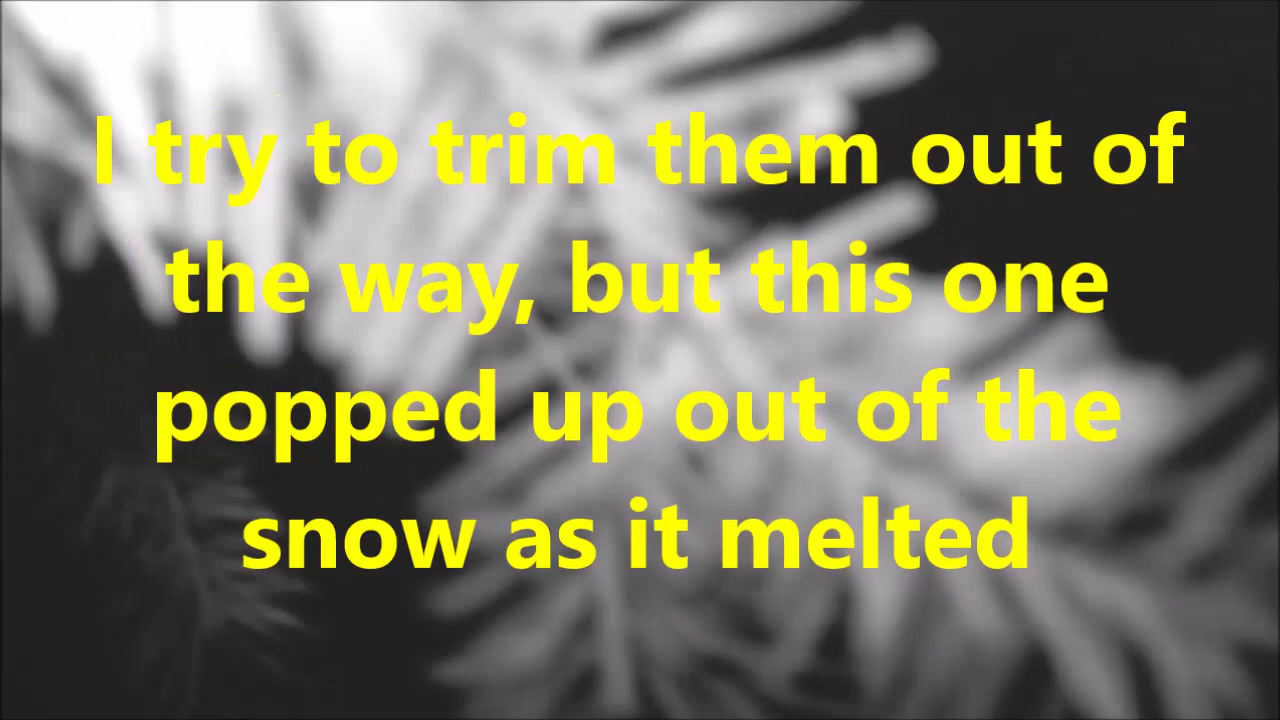 I try to trim them out of
the way, but this one
popped up out of the
snow as it melted